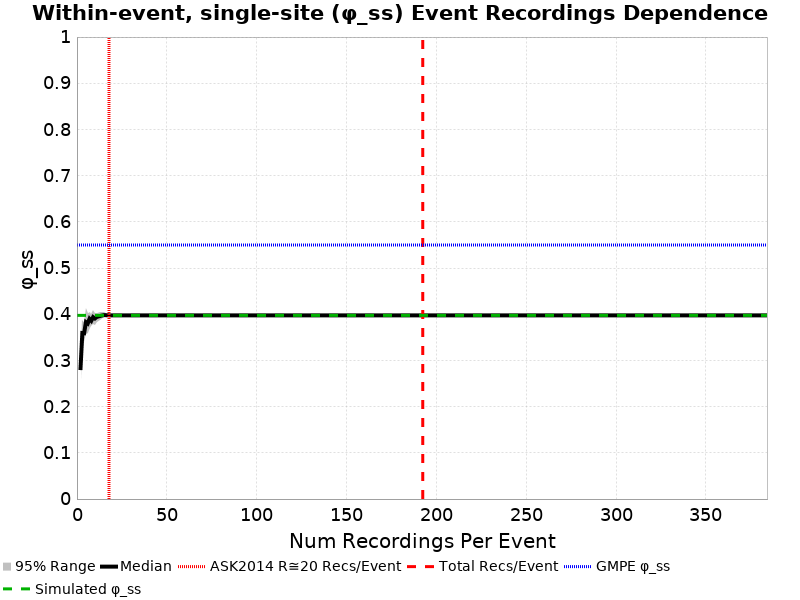 Within-event, single-site (φ_ss) Event Recordings Dependence
1
0.9
0.8
0.7
0.6
0.5
0.4
0.3
0.2
0.1
0
φ_ss
0 50 100 150 200 250 300 350
Num Recordings Per Event
95% Range Median ASK2014 R≅20 Recs/Event Total Recs/Event GMPE φ_ss
Simulated φ_ss